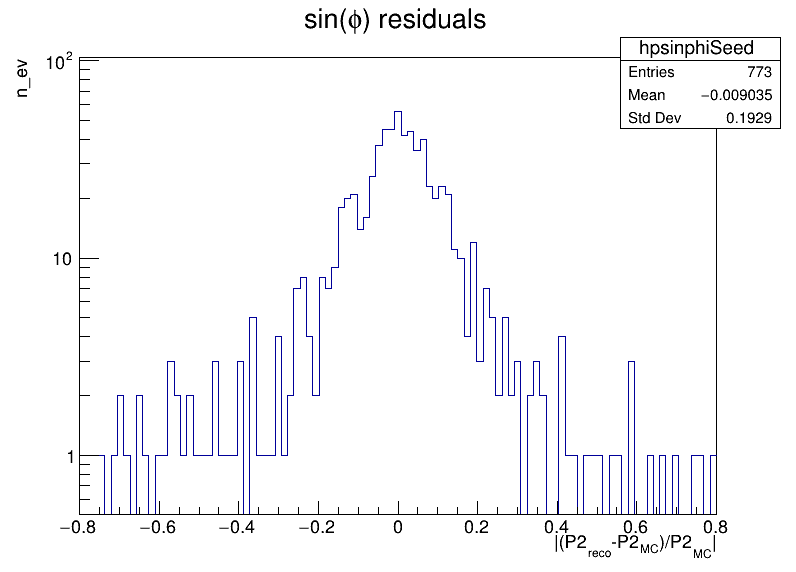 sin(φ) residuals
hpsinphiSeed
Entries 773
Mean −0.009035
Std Dev 0.1929
n_ev
10²
10
1
−0.8 −0.6 −0.4 −0.2 0 0.2 0.4 0.6 0.8
|(P2reco-P2MC)/P2MC|